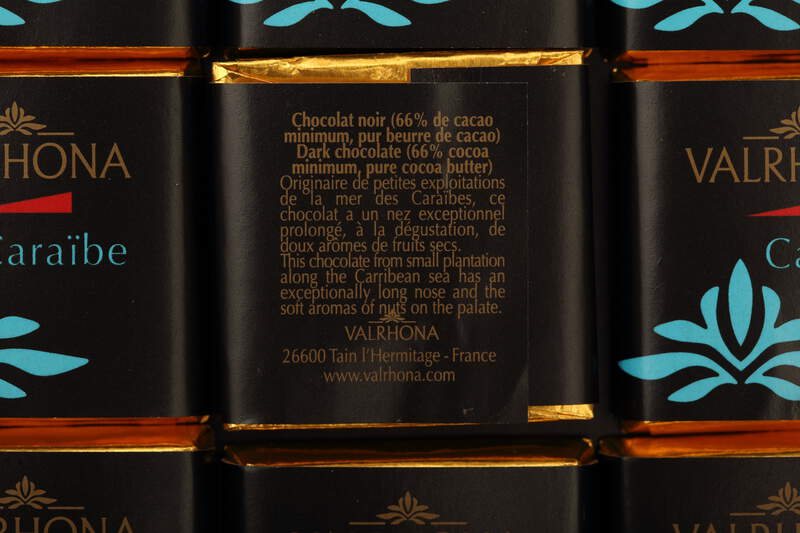 RHONA
Caraïbe
Chocolat noir (66% de cacao
minimum, pur beurre de cacao)
Dark chocolate (66% cocoa
minimum, pure cocoa butter)
Originaire de petites exploitations
de la mer des Caraïbes, ce
chocolat a un nez exceptionnel
prolongé, à la dégustation, de
doux arômes de fruits secs.
This chocolate from small plantation
along the Carribean sea has an
exceptionally long nose and the
soft aromas of nuts on the palate.
VALRHONA
26600 Tain l'Hermitage - France
www.valrhona.com
VALRH
Ca
RHONA
VALRH